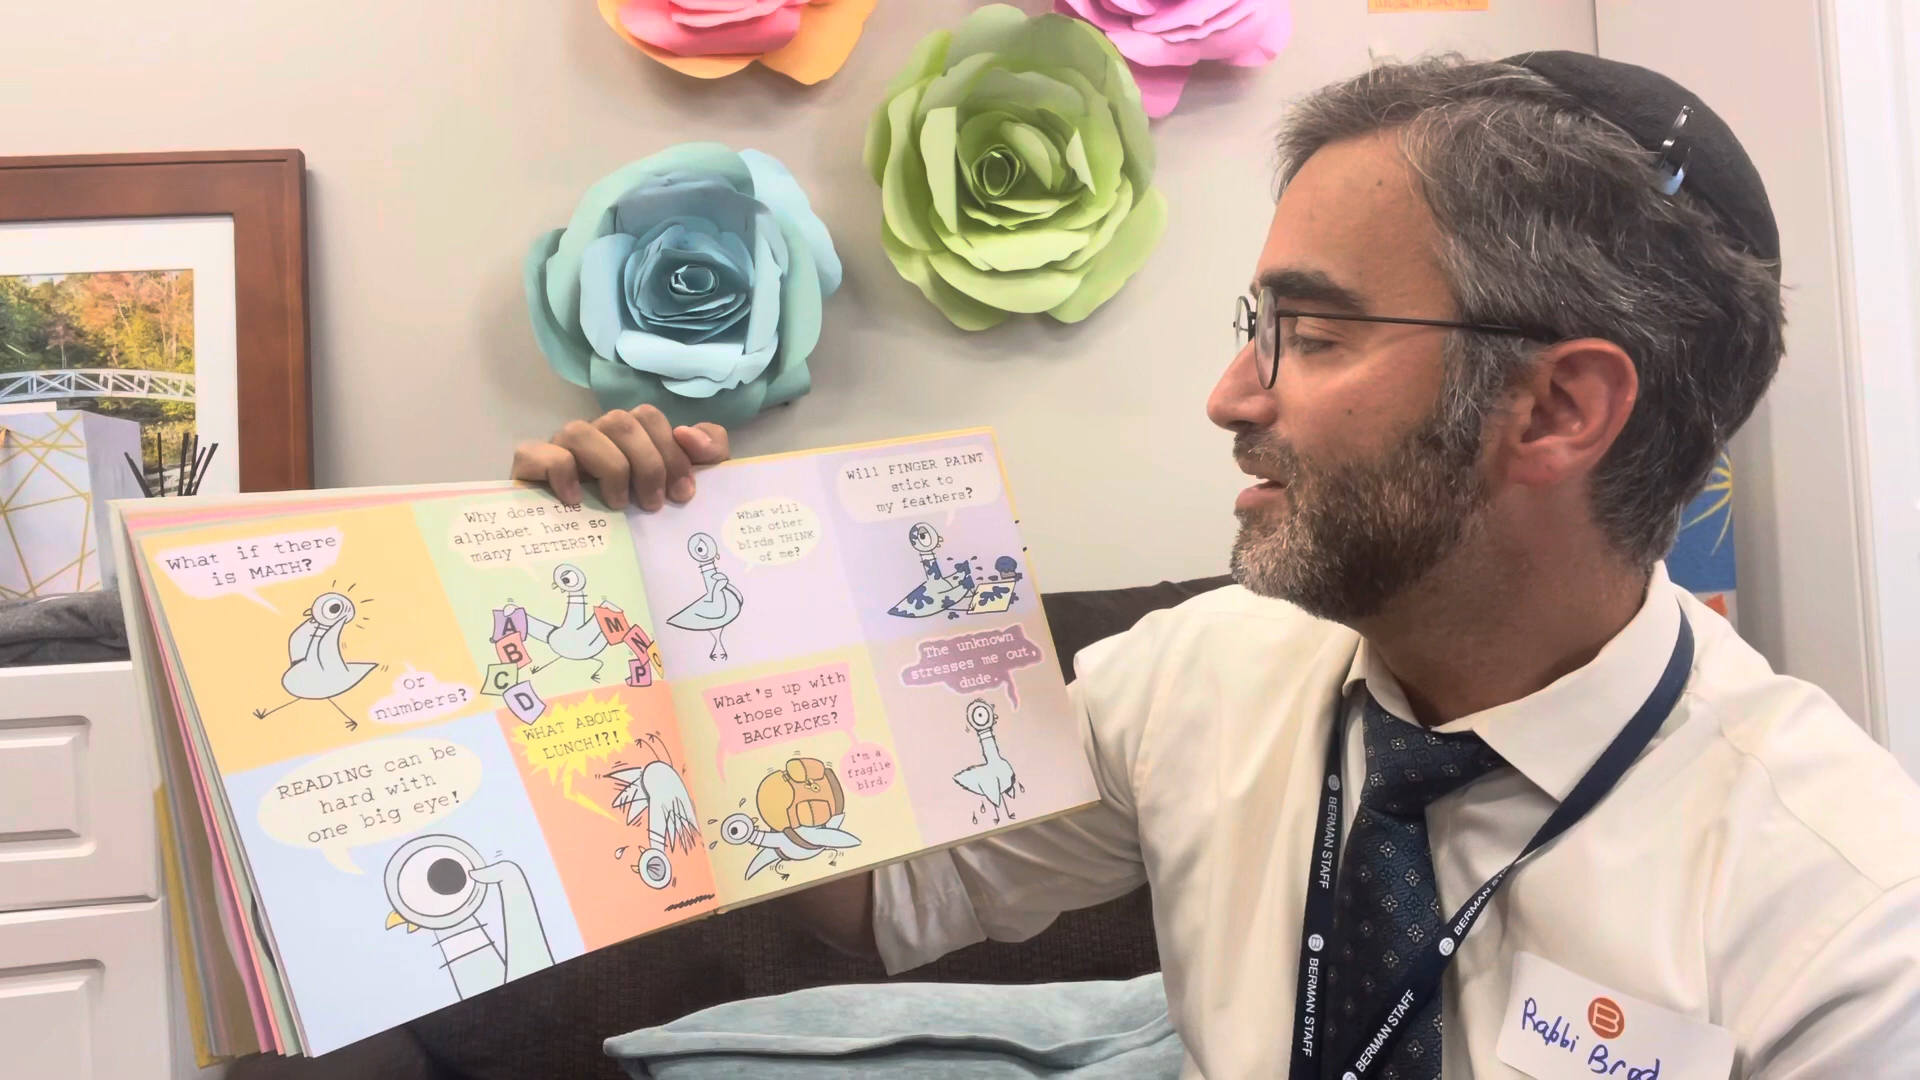 What if there
is MATH?
or
numbers?
Why does the
alphabet have so
many LETTERS?!
A
B
C
D
M
N
O
P
READING can be
hard with
one big eye!
WHAT ABOUT
LUNCH!?!
What will
the other
birds THINK
of me?
Will FINGER PAINT
stick to
my feathers?
What's up with
those heavy
BACKPACKS?
I'm a
fragile
bird.
The unknown
stresses me out,
dude.
BERMAN STAFF
BERMAN STAFF
BERMAN STAFF
BERMAN S
B
Rabbi Brod